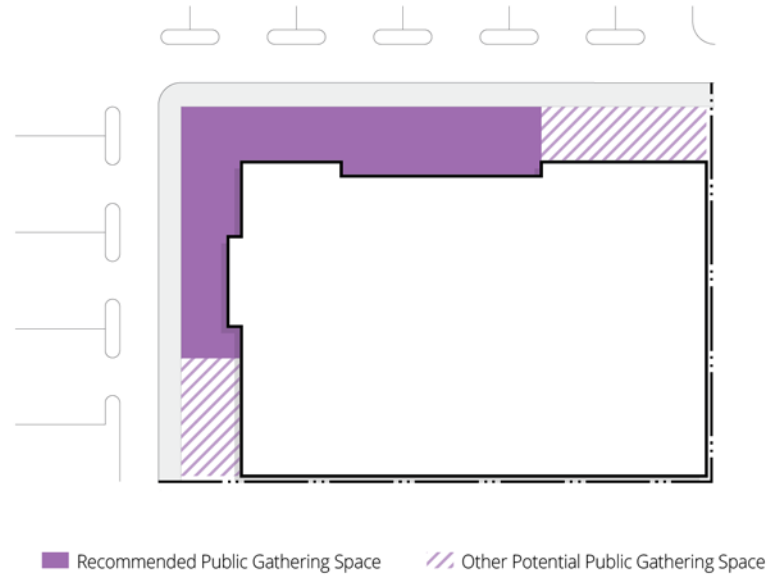 Recommended Public Gathering Space
Other Potential Public Gathering Space